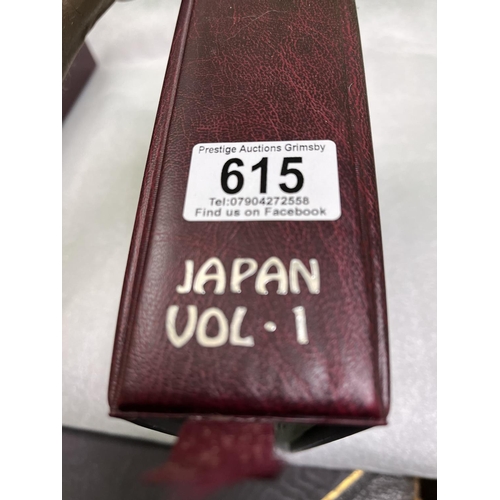 Prestige Auctions Grimsby
615
Tel:07904272558
Find us on Facebook
JAPAN
VOL · 1